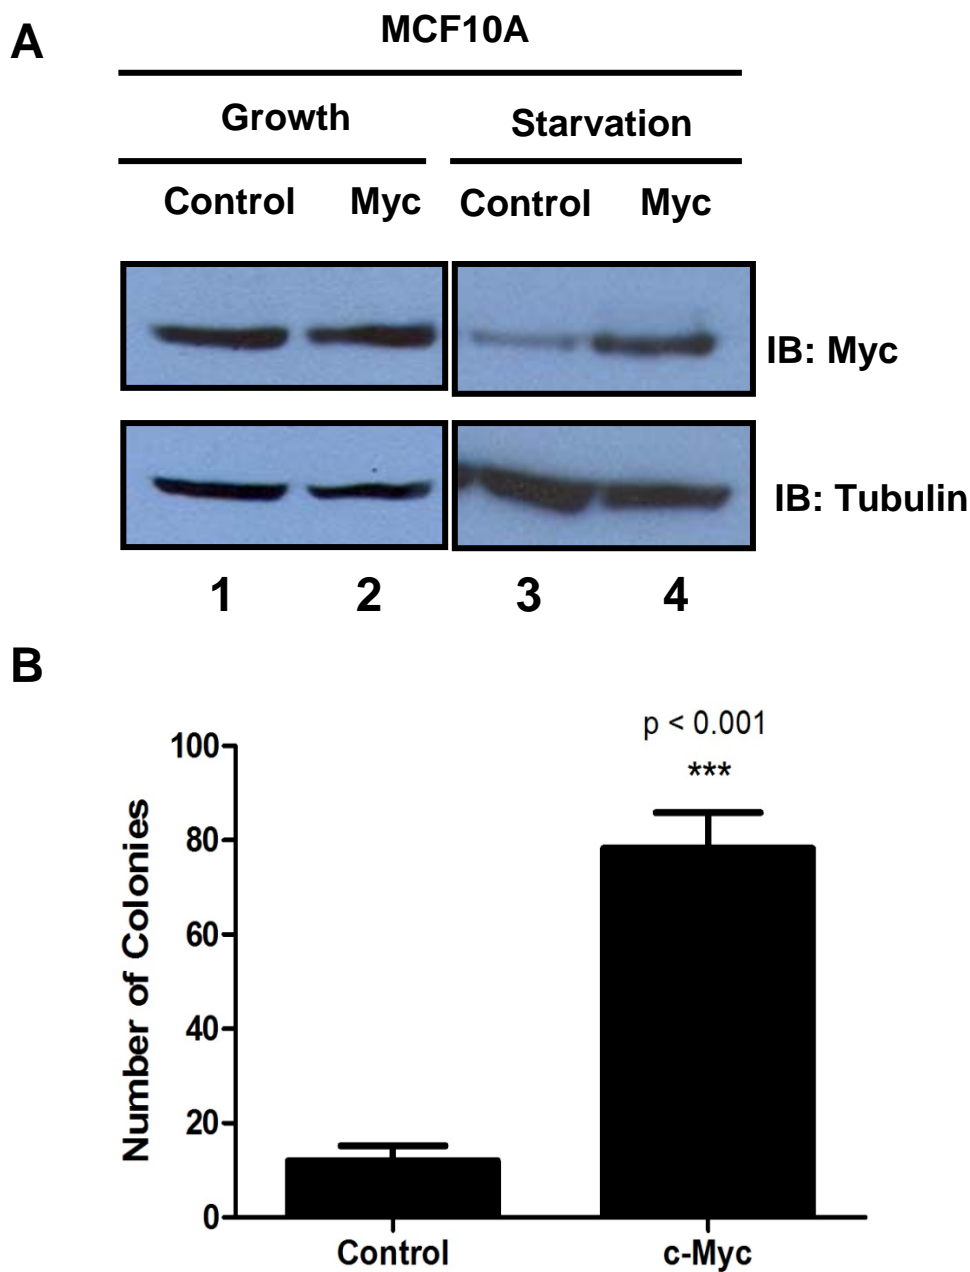 A
MCF10A
Growth Starvation
Control Myc Control Myc
IB: Myc
IB: Tubulin
1 2 3 4
B
p < 0.001
***
100
80
60
40
20
0
Number of Colonies
Control c-Myc